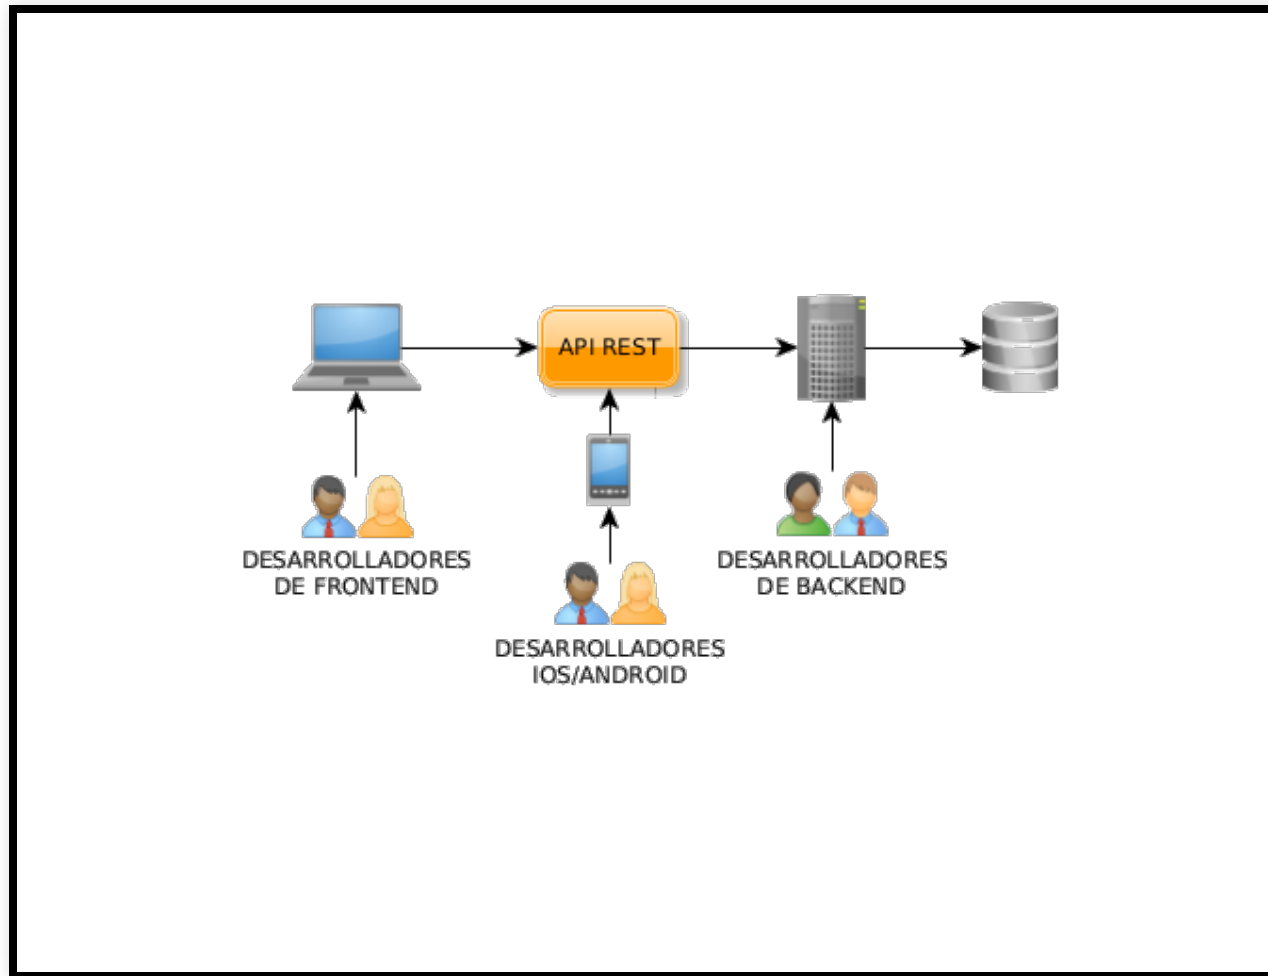 API REST
DESARROLLADORES
DE FRONTEND
DESARROLLADORES
IOS/ANDROID
DESARROLLADORES
DE BACKEND